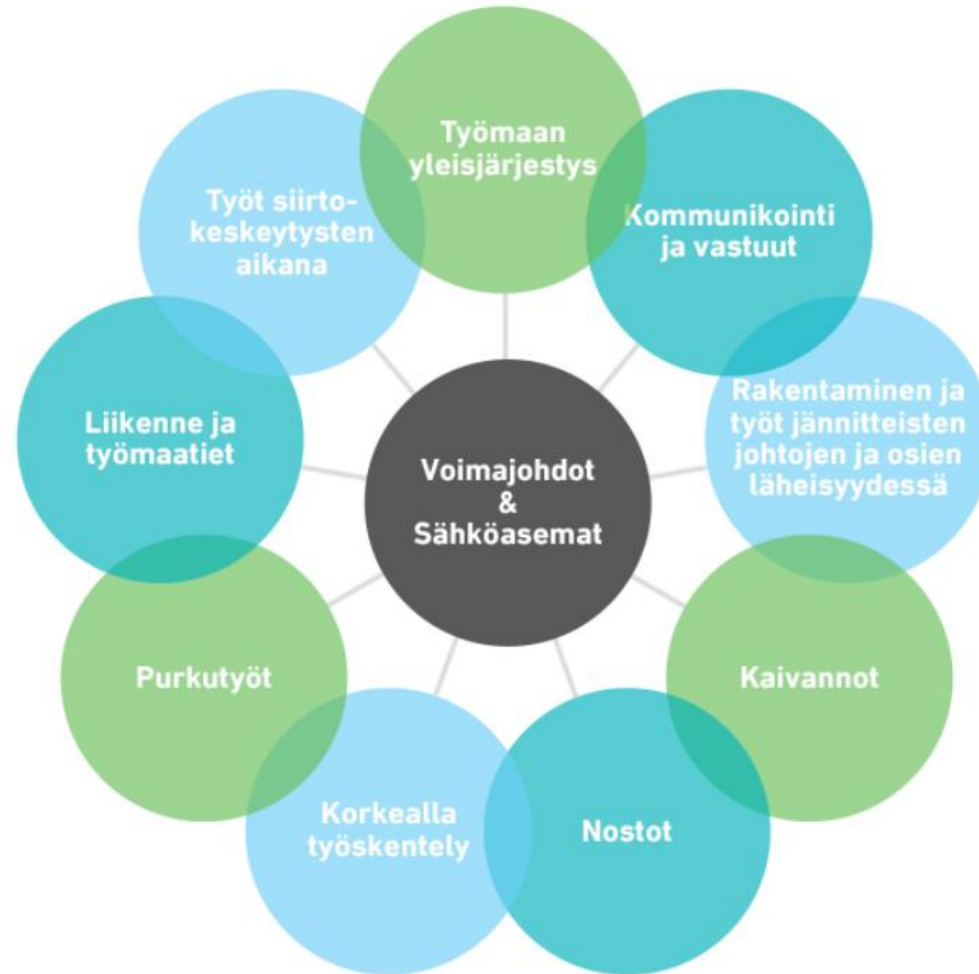 Työmaan
yleisjärjestys
Kommunikointi
ja vastuut
Rakentaminen ja
työt jännitteisten
johtojen ja osien
läheisyydessä
Kaivannot
Nostot
Korkealla
työskentely
Purkutyöt
Liikenne ja
työmaatiet
Työt siirto-
keskeytysten
aikana
Voimajohdot
&
Sähköasemat